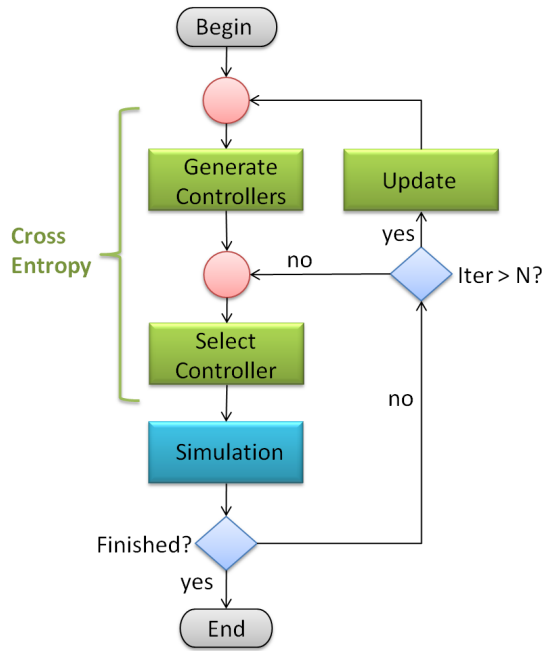 Begin
Generate
Controllers
Update
yes
Cross
Entropy
no
Iter > N?
Select
Controller
no
Simulation
Finished?
yes
End